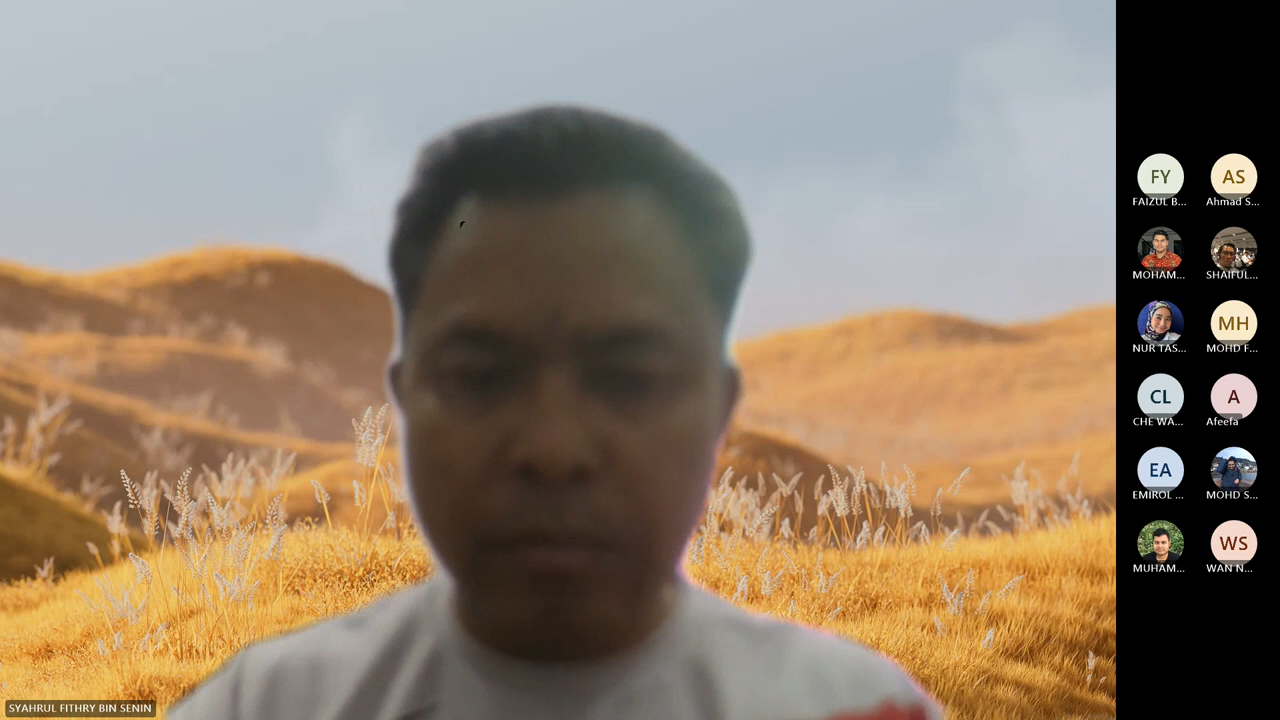 FY
AS
FAIZUL B...
Ahmad S...
MOHAM...
SHAIFUL...
MH
NUR TAS...
MOHD F...
CL
A
CHE WA...
Afeefa
EA
EMIROL ...
MOHD S...
WS
MUHAM...
WAN N...
SYAHRUL FITHRY BIN SENIN